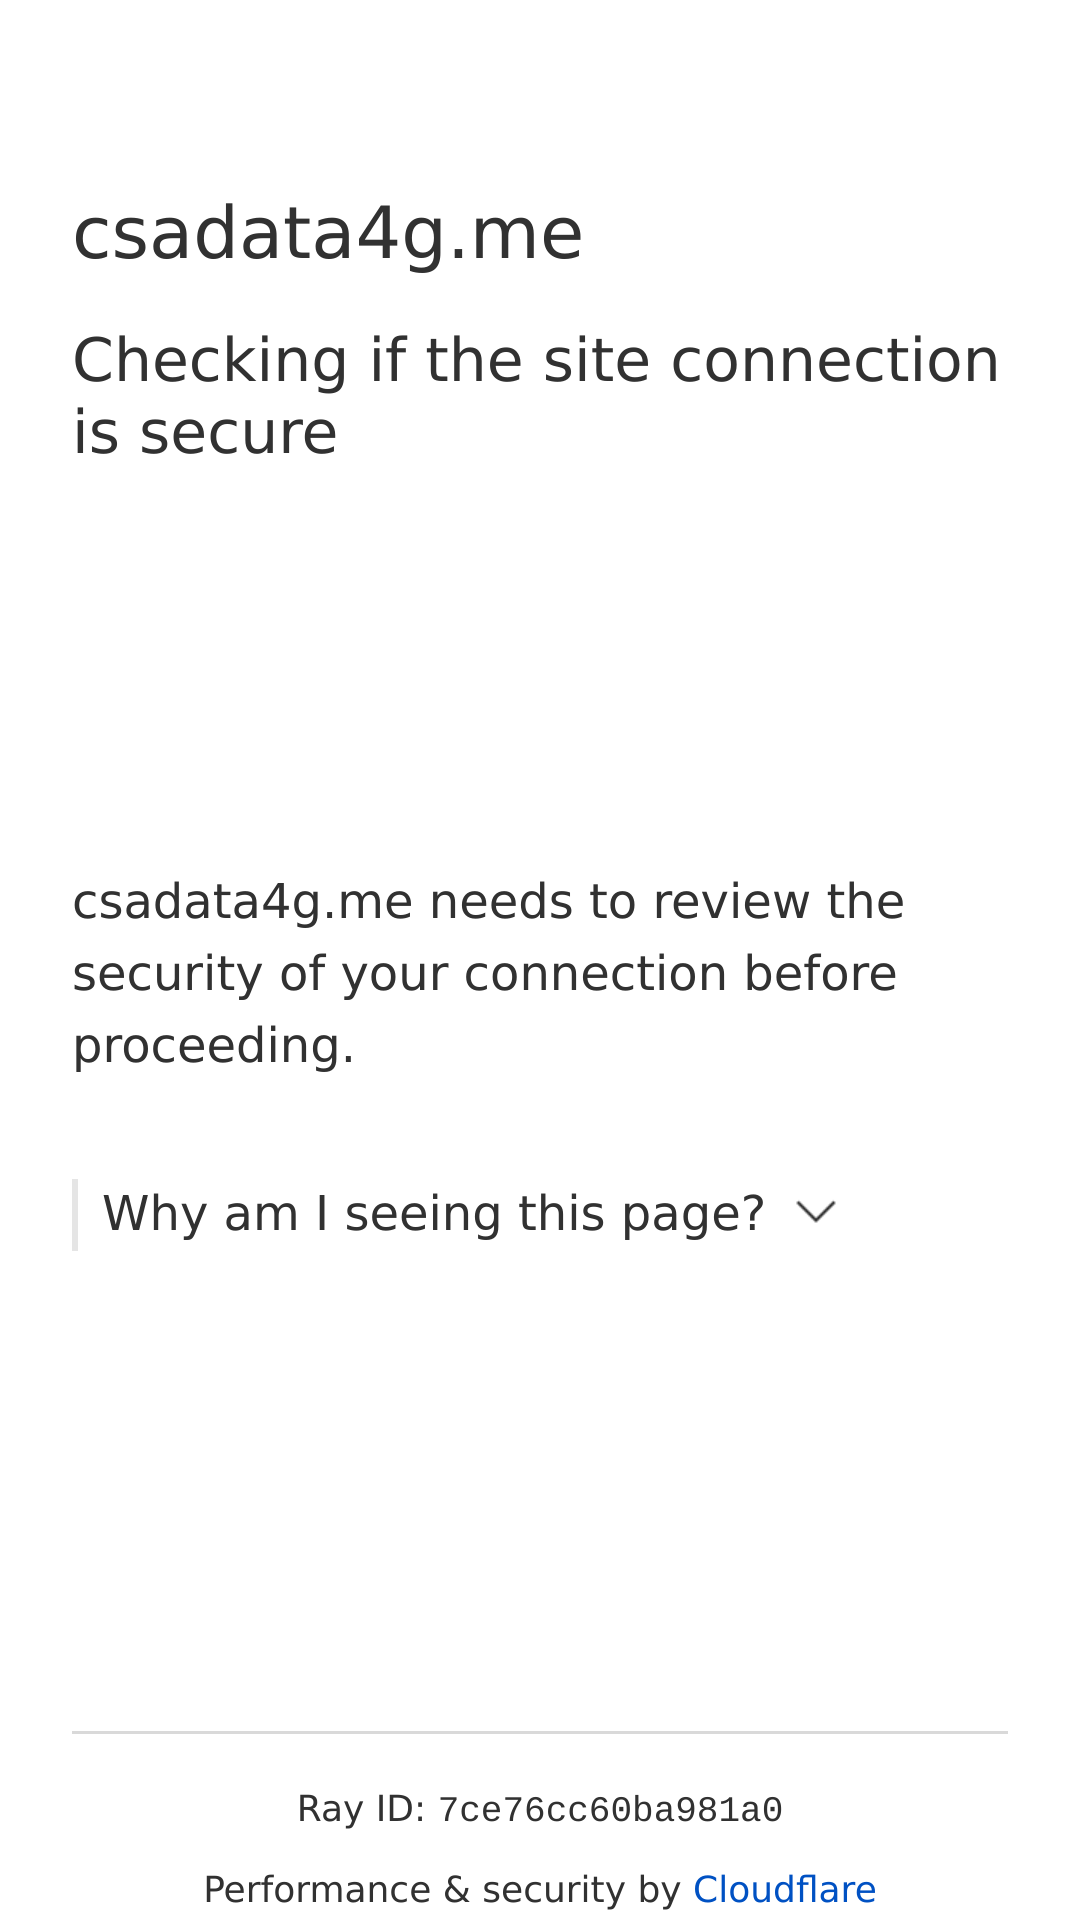 csadata4g.me
Checking if the site connection
is secure
csadata4g.me needs to review the
security of your connection before
proceeding.
Why am I seeing this page?
Ray ID: 7ce76cc60ba981a0
Performance & security by Cloudflare